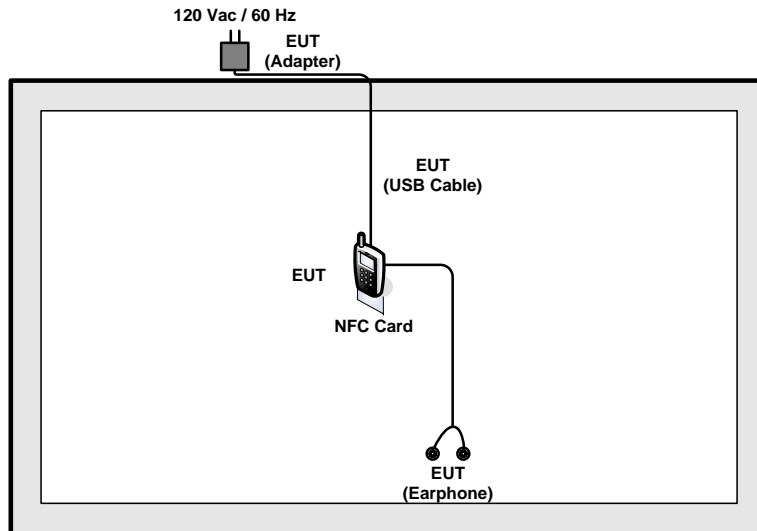 120 Vac / 60 Hz
EUT
(Adapter)
EUT
(USB Cable)
EUT
NFC Card
EUT
(Earphone)